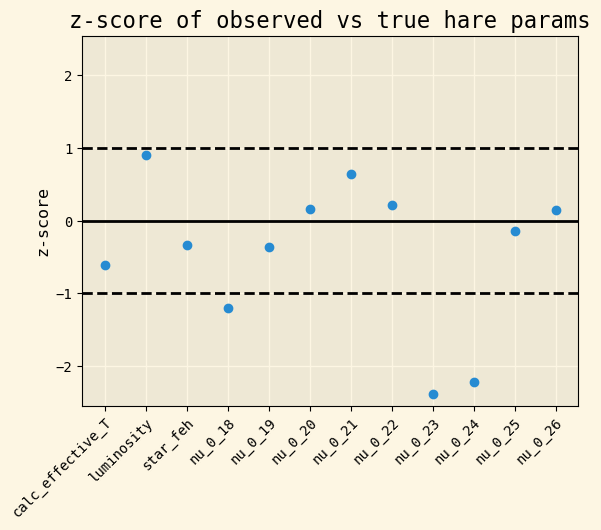 z-score of observed vs true hare params
z-score
2
1
0
−1
−2
calc_effective_T
luminosity
star_feh
nu_0_18
nu_0_19
nu_0_20
nu_0_21
nu_0_22
nu_0_23
nu_0_24
nu_0_25
nu_0_26